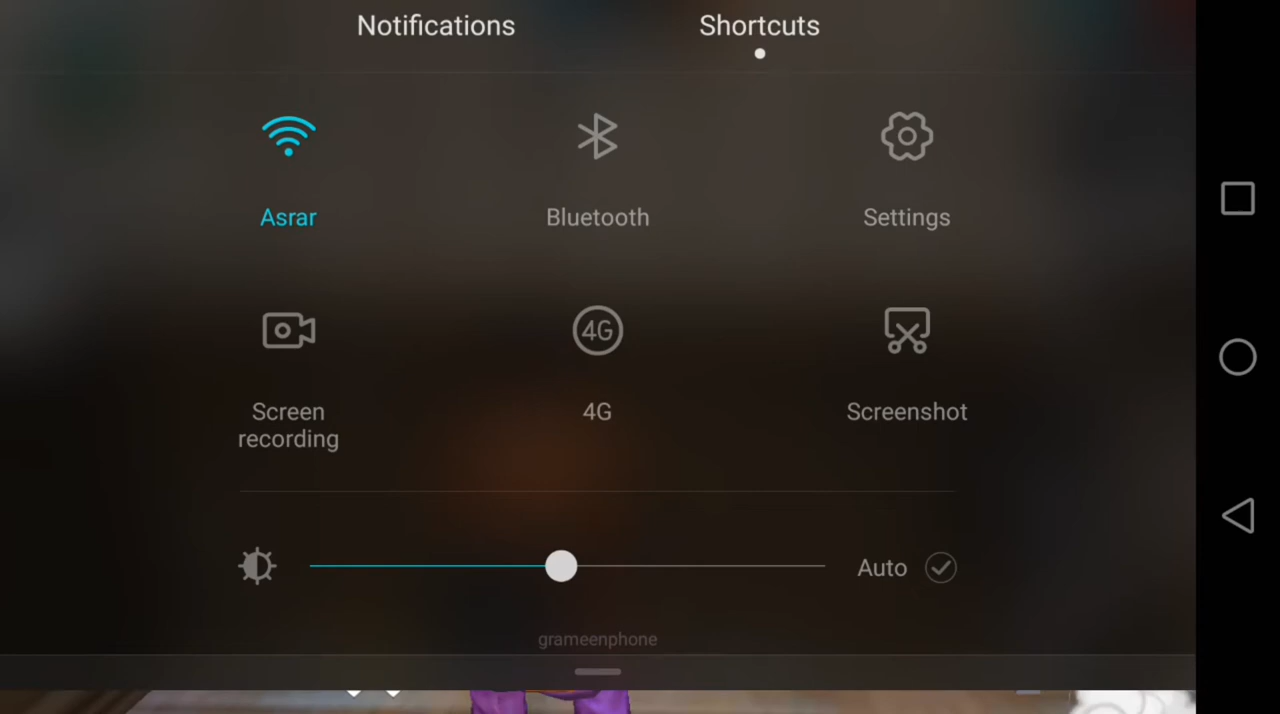 Notifications Shortcuts
Asrar Bluetooth Settings
4G
Screen recording 4G Screenshot
Auto
grameenphone